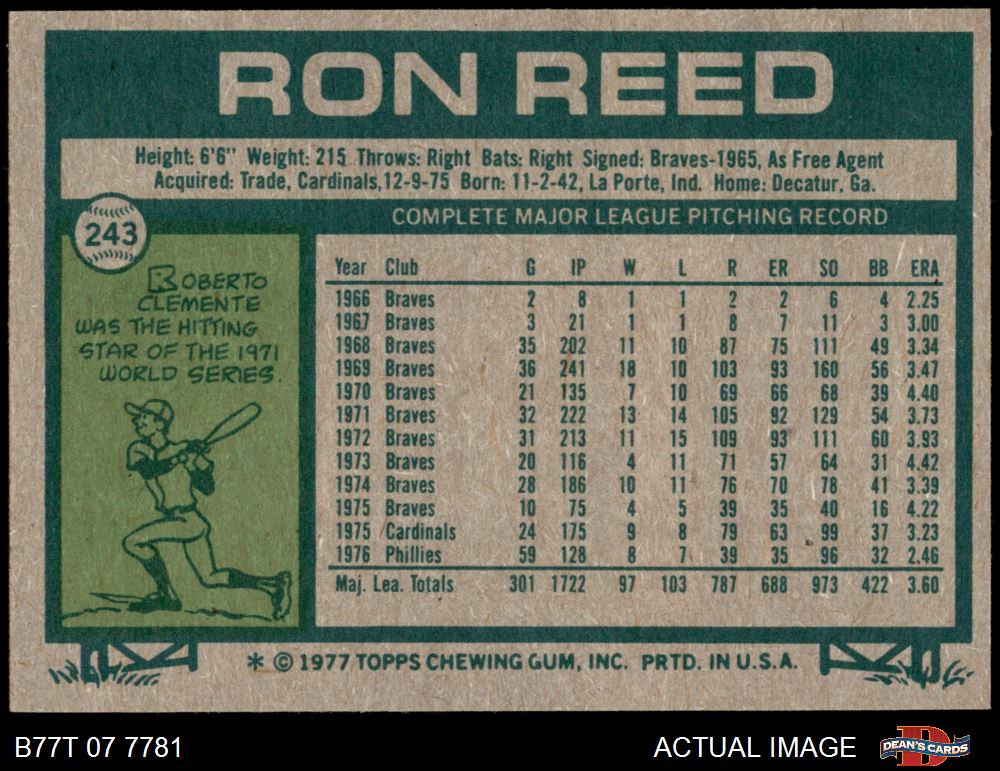 RON REED
Height: 6'6" Weight: 215 Throws: Right Bats: Right Signed: Braves-1965, As Free Agent
Acquired: Trade, Cardinals,12-9-75 Born: 11-2-42, La Porte, Ind. Home: Decatur, Ga.
243
ROBERTO
CLEMENTE
WAS THE HITTING
STAR OF THE 1971
WORLD SERIES.
COMPLETE MAJOR LEAGUE PITCHING RECORD
Year Club G IP W L R ER SO BB ERA
1966 Braves 2 8 1 1 2 2 6 4 2.25
1967 Braves 3 21 1 1 8 7 11 3 3.00
1968 Braves 35 202 11 10 87 75 111 49 3.34
1969 Braves 36 241 18 10 103 93 160 56 3.47
1970 Braves 21 135 7 10 69 66 68 39 4.40
1971 Braves 32 222 13 14 105 92 129 54 3.73
1972 Braves 31 213 11 15 109 93 111 60 3.93
1973 Braves 20 116 4 11 71 57 64 31 4.42
1974 Braves 28 186 10 11 76 70 78 41 3.39
1975 Braves 10 75 4 5 39 35 40 16 4.22
1975 Cardinals 24 175 9 8 79 63 99 37 3.23
1976 Phillies 59 128 8 7 39 35 96 32 2.46
Maj. Lea. Totals 301 1722 97 103 787 688 973 422 3.60
* © 1977 TOPPS CHEWING GUM, INC. PRTD. IN U.S.A.
B77T 07 7781
ACTUAL IMAGE
DEAN'S CARDS